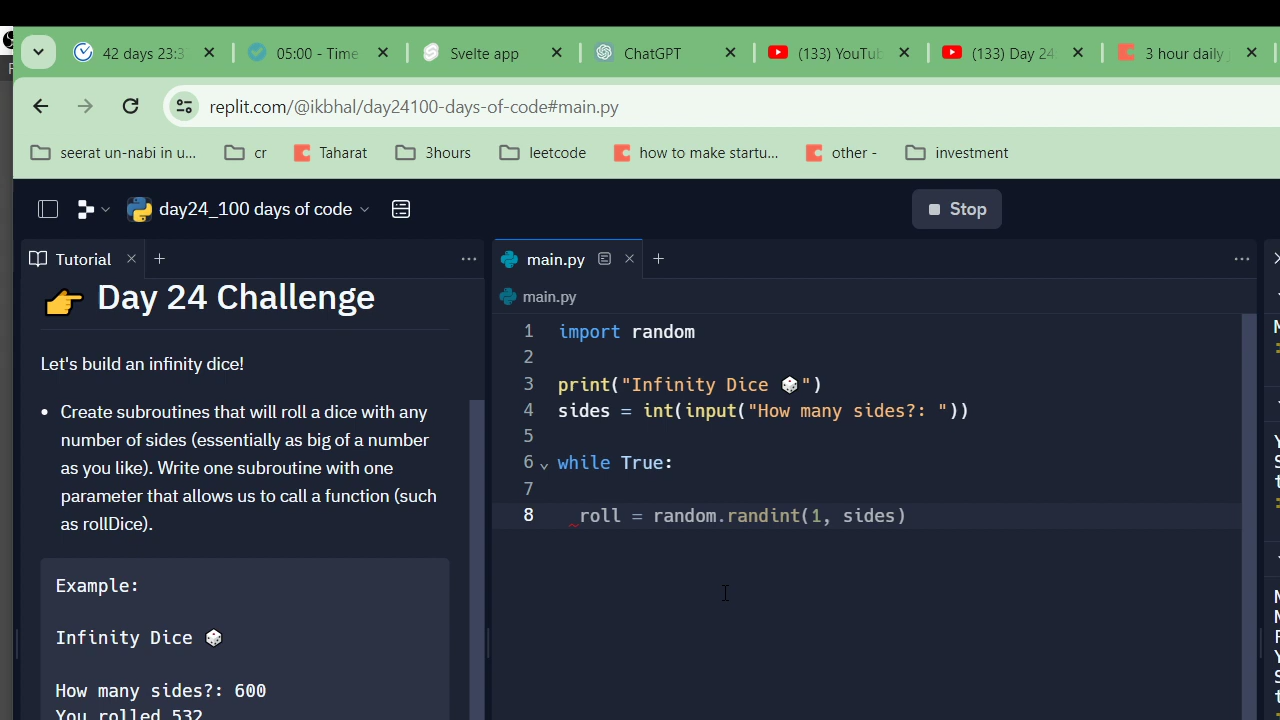 42 days 23:3
05:00 - Time
Svelte app
ChatGPT
(133) YouTu
(133) Day 24
3 hour daily
replit.com/@ikbhal/day24100-days-of-code#main.py
seerat un-nabi in u...
cr
Taharat
3hours
leetcode
how to make startu...
other -
investment
day24_100 days of code
Stop
Tutorial
main.py
main.py
👉 Day 24 Challenge
Let's build an infinity dice!
• Create subroutines that will roll a dice with any
number of sides (essentially as big of a number
as you like). Write one subroutine with one
parameter that allows us to call a function (such
as rollDice).
Example:
Infinity Dice 🎲
How many sides?: 600
You rolled 532
1 import random
2
3 print("Infinity Dice 🎲")
4 sides = int(input("How many sides?: "))
5
6 while True:
7
8 roll = random.randint(1, sides)